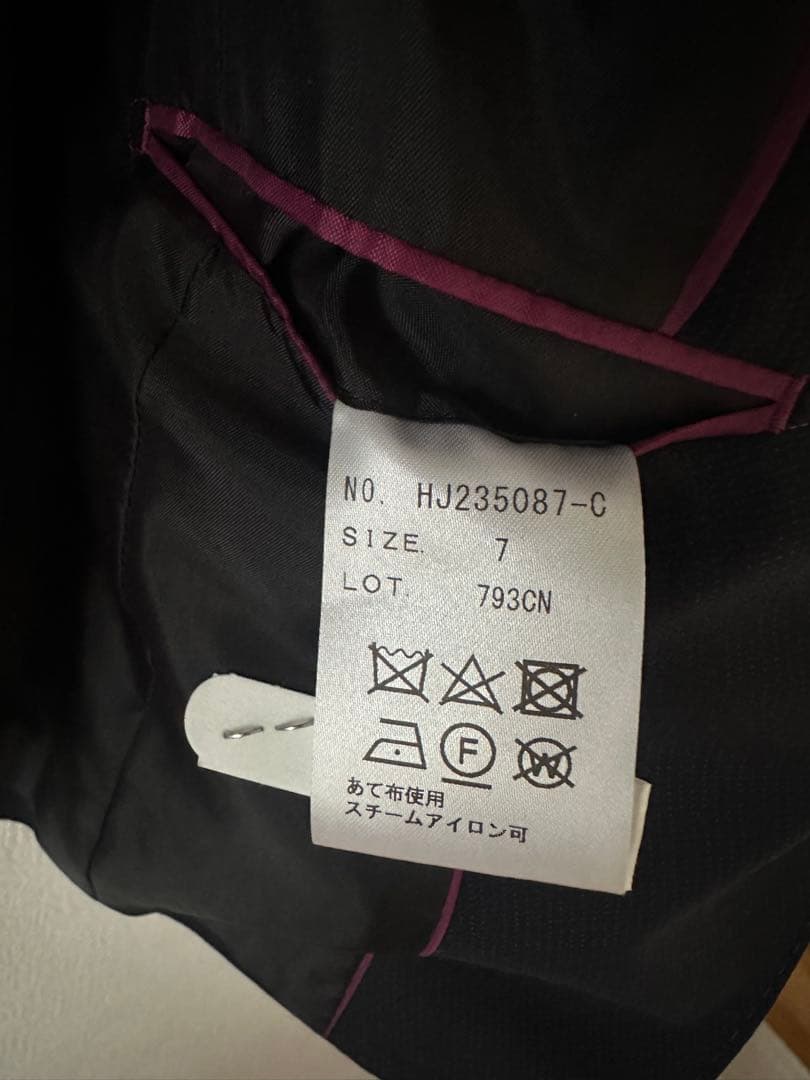 NO. HJ235087-C
SIZE. 7
LOT. 793CN
F W
あて布使用
スチームアイロン可